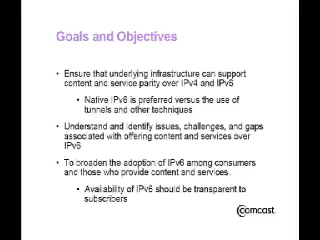 Goals and Objectives
• Ensure that underlying infrastructure can support
content and service parity over IPv4 and IPv6
• Native IPv6 is preferred versus the use of
tunnels and other techniques
• Understand and identify issues, challenges, and gaps
associated with offering content and services over
IPv6
• To broaden the adoption of IPv6 among consumers
and those who provide content and services.
• Availability of IPv6 should be transparent to
subscribers
comcast